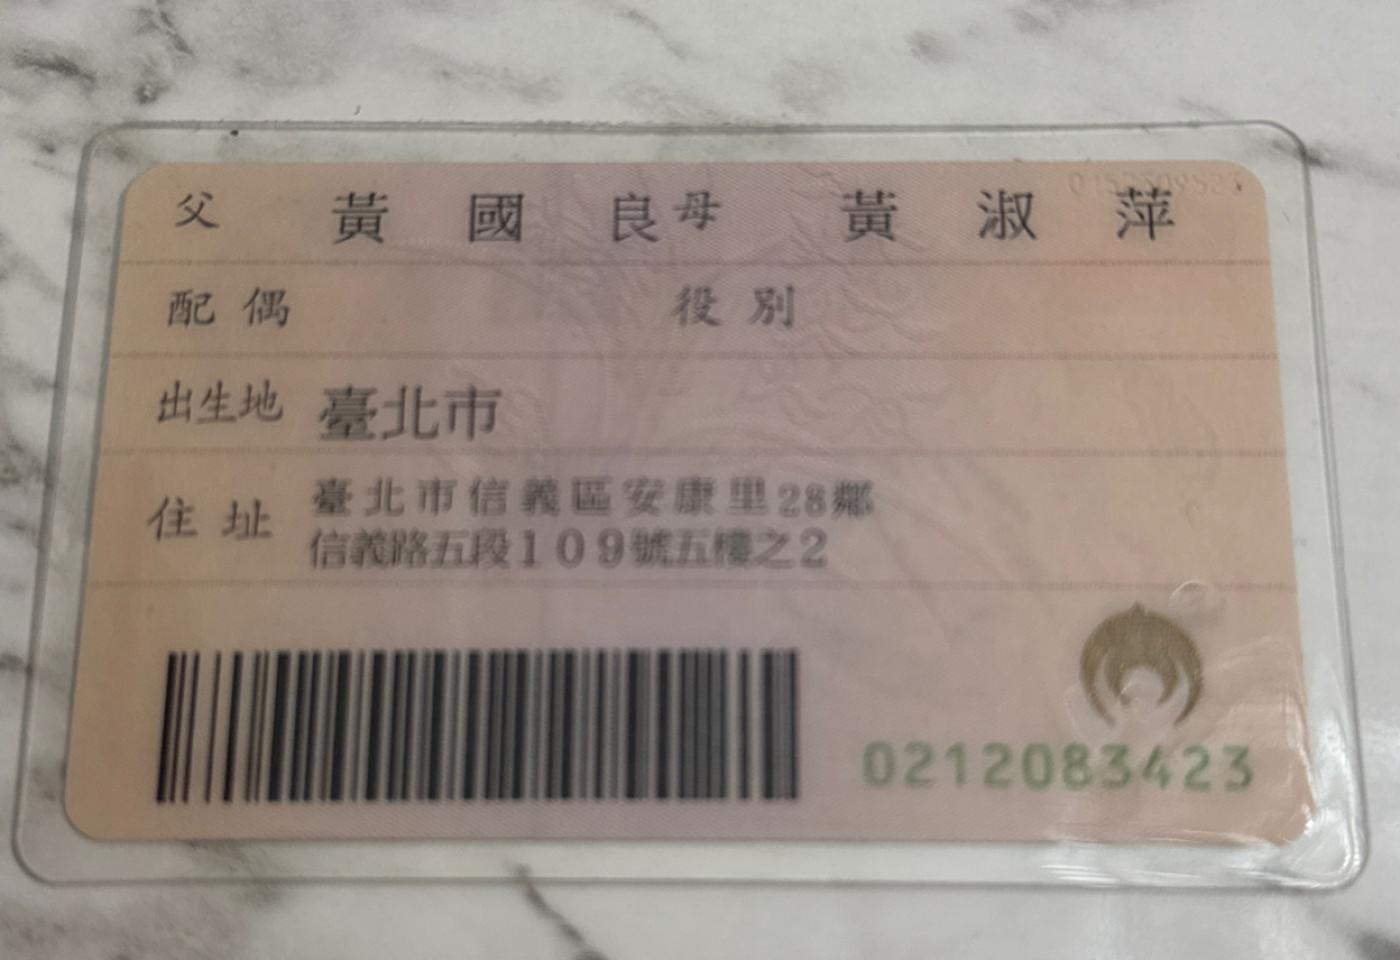 父 黃國良 母 黃淑萍
配偶 役別
出生地 臺北市
住址 臺北市信義區安康里28鄰
信義路五段109號五樓之2
0212083423